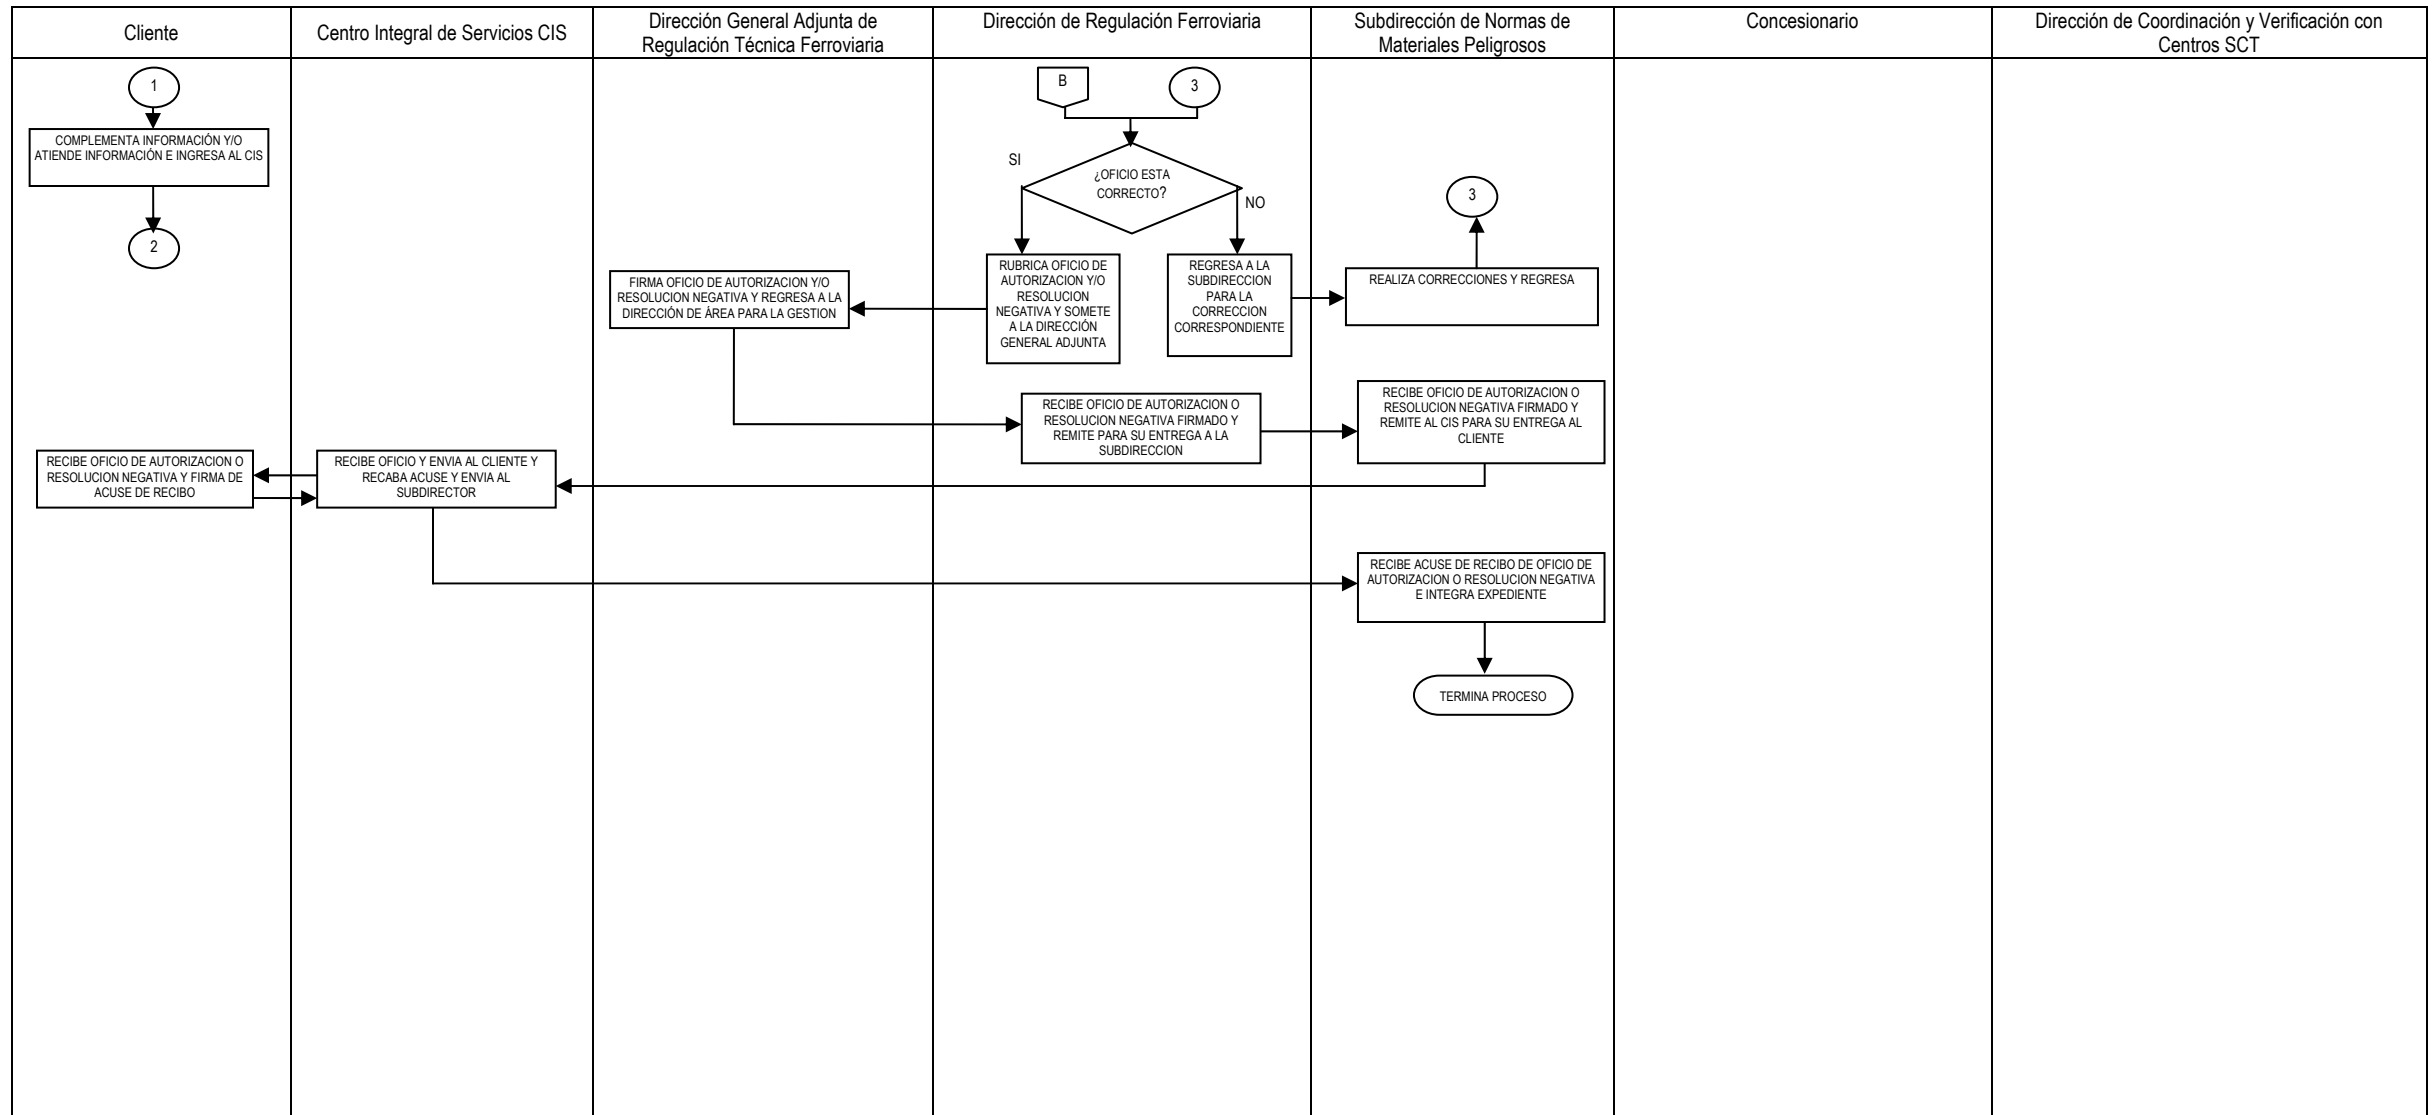 Cliente
Centro Integral de Servicios CIS
Dirección General Adjunta de
Regulación Técnica Ferroviaria
Dirección de Regulación Ferroviaria
Subdirección de Normas de
Materiales Peligrosos
Concesionario
Dirección de Coordinación y Verificación con
Centros SCT
1
COMPLEMENTA INFORMACIÓN Y/O
ATIENDE INFORMACIÓN E INGRESA AL CIS
2
B
3
¿OFICIO ESTA
CORRECTO?
SI
NO
3
FIRMA OFICIO DE AUTORIZACION Y/O
RESOLUCION NEGATIVA Y REGRESA A LA
DIRECCIÓN DE ÁREA PARA LA GESTION
RUBRICA OFICIO DE
AUTORIZACION Y/O
RESOLUCION
NEGATIVA Y SOMETE
A LA DIRECCIÓN
GENERAL ADJUNTA
REGRESA A LA
SUBDIRECCION
PARA LA
CORRECCION
CORRESPONDIENTE
REALIZA CORRECCIONES Y REGRESA
RECIBE OFICIO DE AUTORIZACION O
RESOLUCION NEGATIVA FIRMADO Y
REMITE PARA SU ENTREGA A LA
SUBDIRECCION
RECIBE OFICIO DE AUTORIZACION O
RESOLUCION NEGATIVA FIRMADO Y
REMITE AL CIS PARA SU ENTREGA AL
CLIENTE
RECIBE OFICIO DE AUTORIZACION O
RESOLUCION NEGATIVA Y FIRMA DE
ACUSE DE RECIBO
RECIBE OFICIO Y ENVIA AL CLIENTE Y
RECABA ACUSE Y ENVIA AL
SUBDIRECTOR
RECIBE ACUSE DE RECIBO DE OFICIO DE
AUTORIZACION O RESOLUCION NEGATIVA
E INTEGRA EXPEDIENTE
TERMINA PROCESO